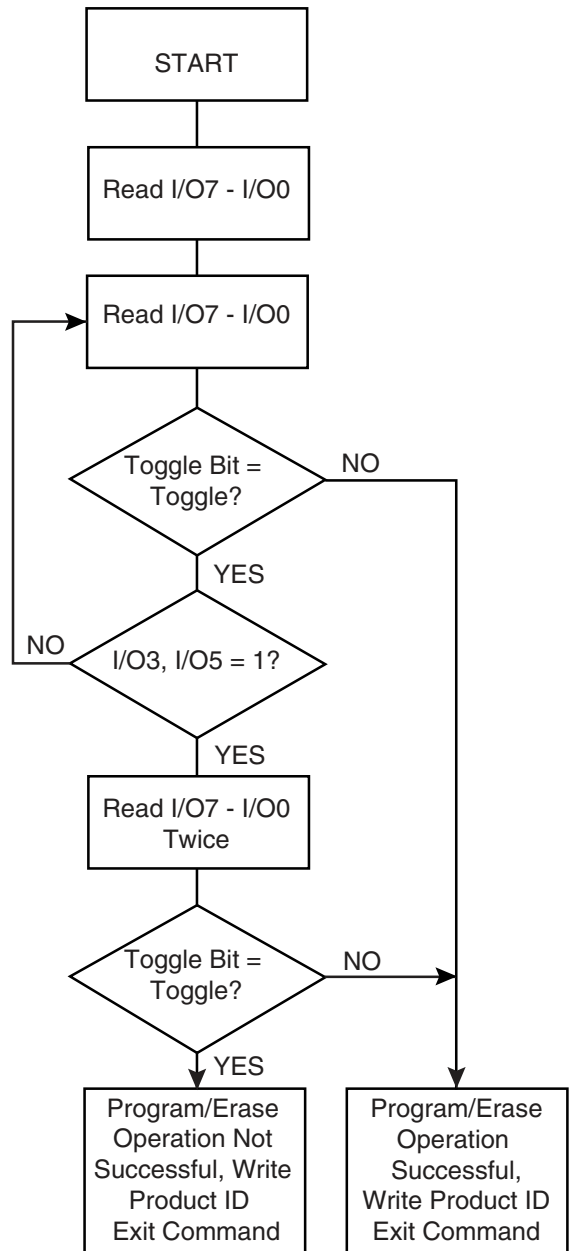 START
Read I/O7 - I/O0
Read I/O7 - I/O0
Toggle Bit =
Toggle?
NO
YES
NO
I/O3, I/O5 = 1?
YES
Read I/O7 - I/O0
Twice
Toggle Bit =
Toggle?
NO
YES
Program/Erase
Operation Not
Successful, Write
Product ID
Exit Command
Program/Erase
Operation
Successful,
Write Product ID
Exit Command